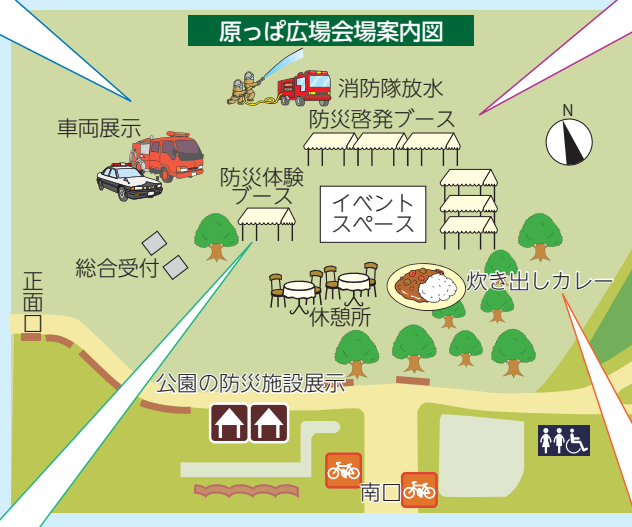 原っぱ広場会場案内図
消防隊放水
N
車両展示
防災啓発ブース
防災体験
ブース
イベント
スペース
総合受付
炊き出しカレー
正面口
休憩所
公園の防災施設展示
南口